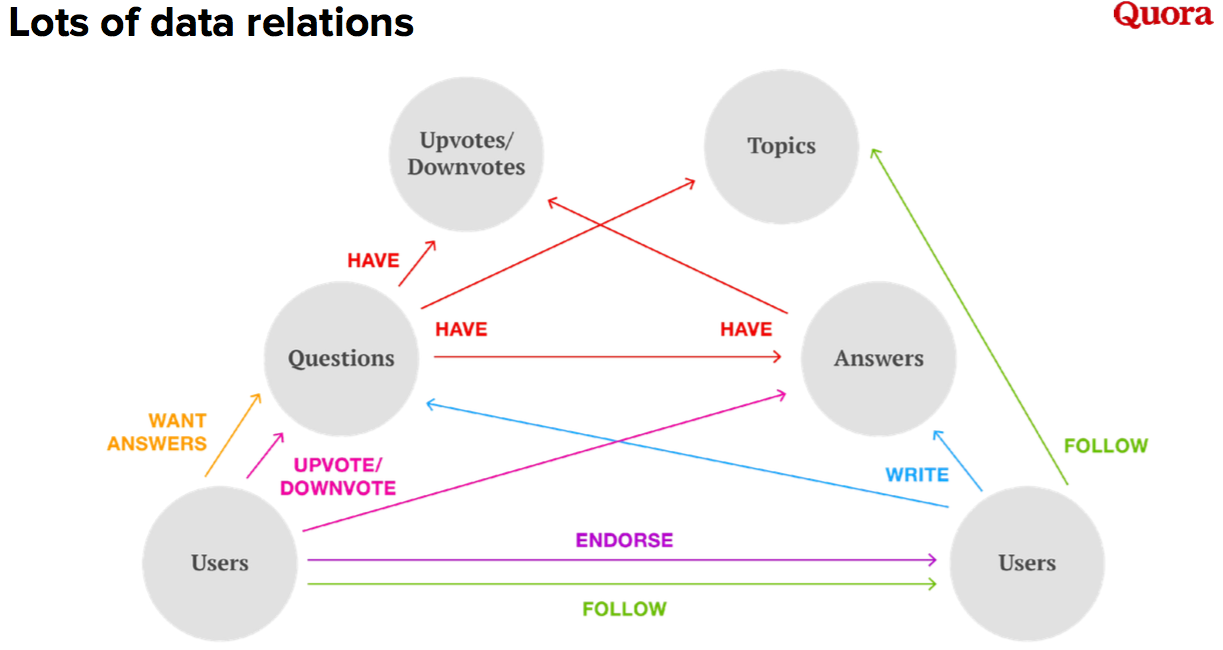 Lots of data relations
Quora
Upvotes/
Downvotes
Topics
HAVE
HAVE
HAVE
Questions
Answers
WANT
ANSWERS
UPVOTE/
DOWNVOTE
FOLLOW
WRITE
ENDORSE
Users
Users
FOLLOW